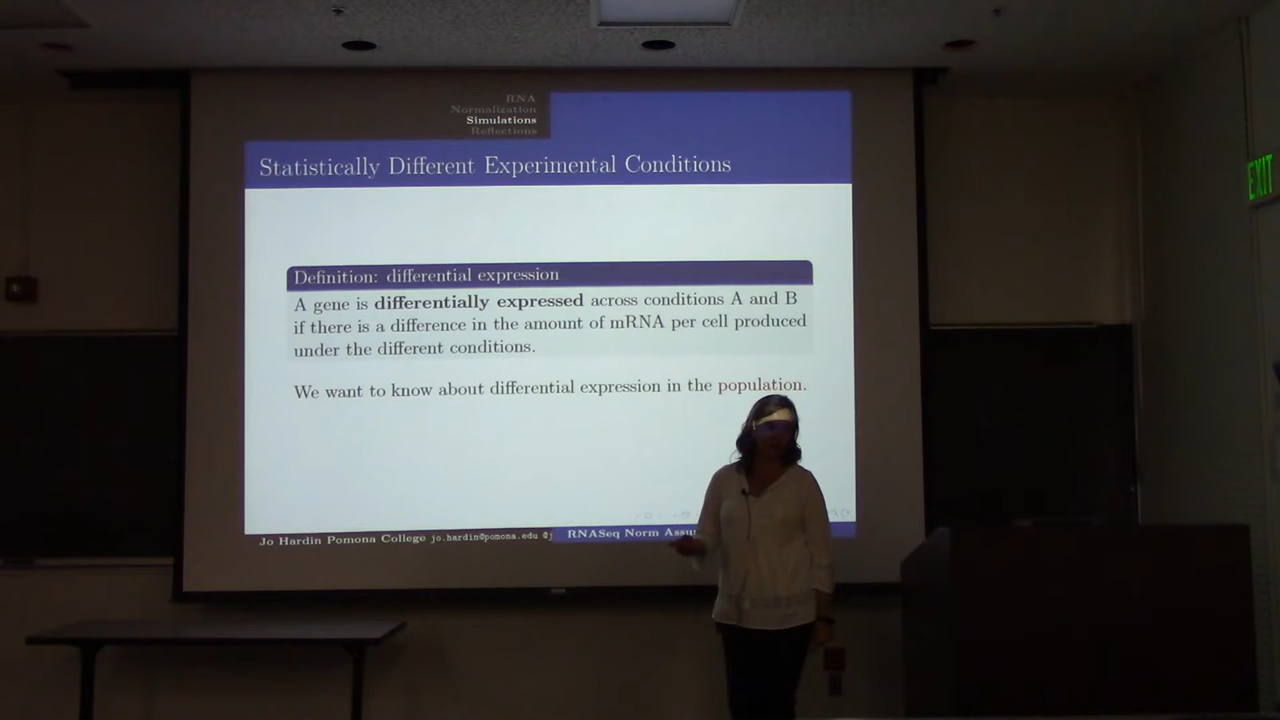 RNA
Normalization
Simulations
Reflections
Statistically Different Experimental Conditions
Definition: differential expression
A gene is differentially expressed across conditions A and B
if there is a difference in the amount of mRNA per cell produced
under the different conditions.
We want to know about differential expression in the population.
Jo Hardin Pomona College jo.hardin@pomona.edu @j
RNASeq Norm Assu
EXIT